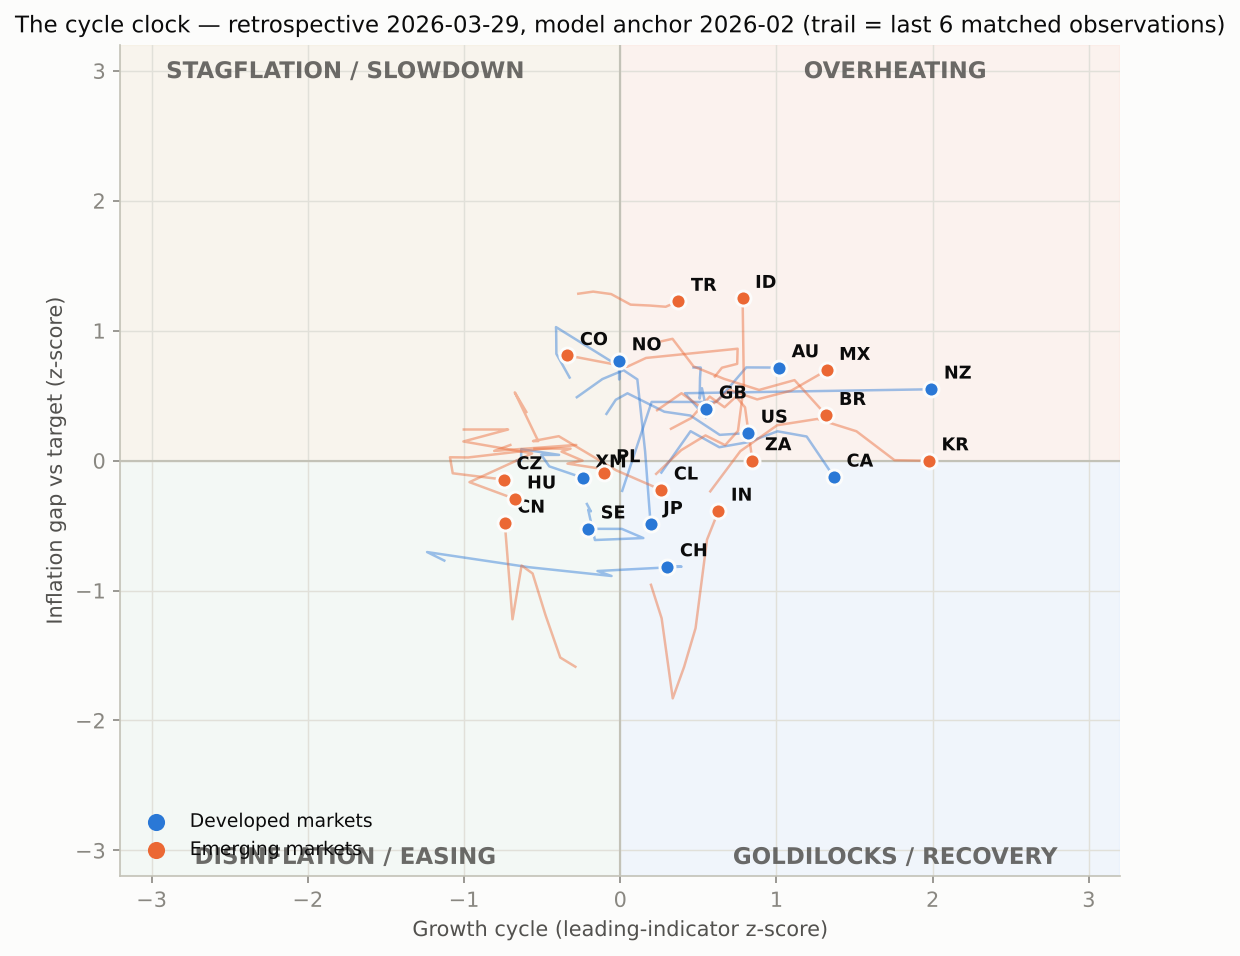 The cycle clock — retrospective 2026-03-29, model anchor 2026-02 (trail = last 6 matched observations)
STAGFLATION / SLOWDOWN
OVERHEATING
3
2
1
0
−1
−2
−3
Inflation gap vs target (z-score)
TR
ID
CO
NO
AU
MX
NZ
GB
BR
US
ZA
KR
CA
PL
XM
CZ
CL
HU
IN
CN
JP
SE
CH
Developed markets
Emerging markets
DISINFLATION / EASING
GOLDILOCKS / RECOVERY
−3
−2
−1
0
1
2
3
Growth cycle (leading-indicator z-score)